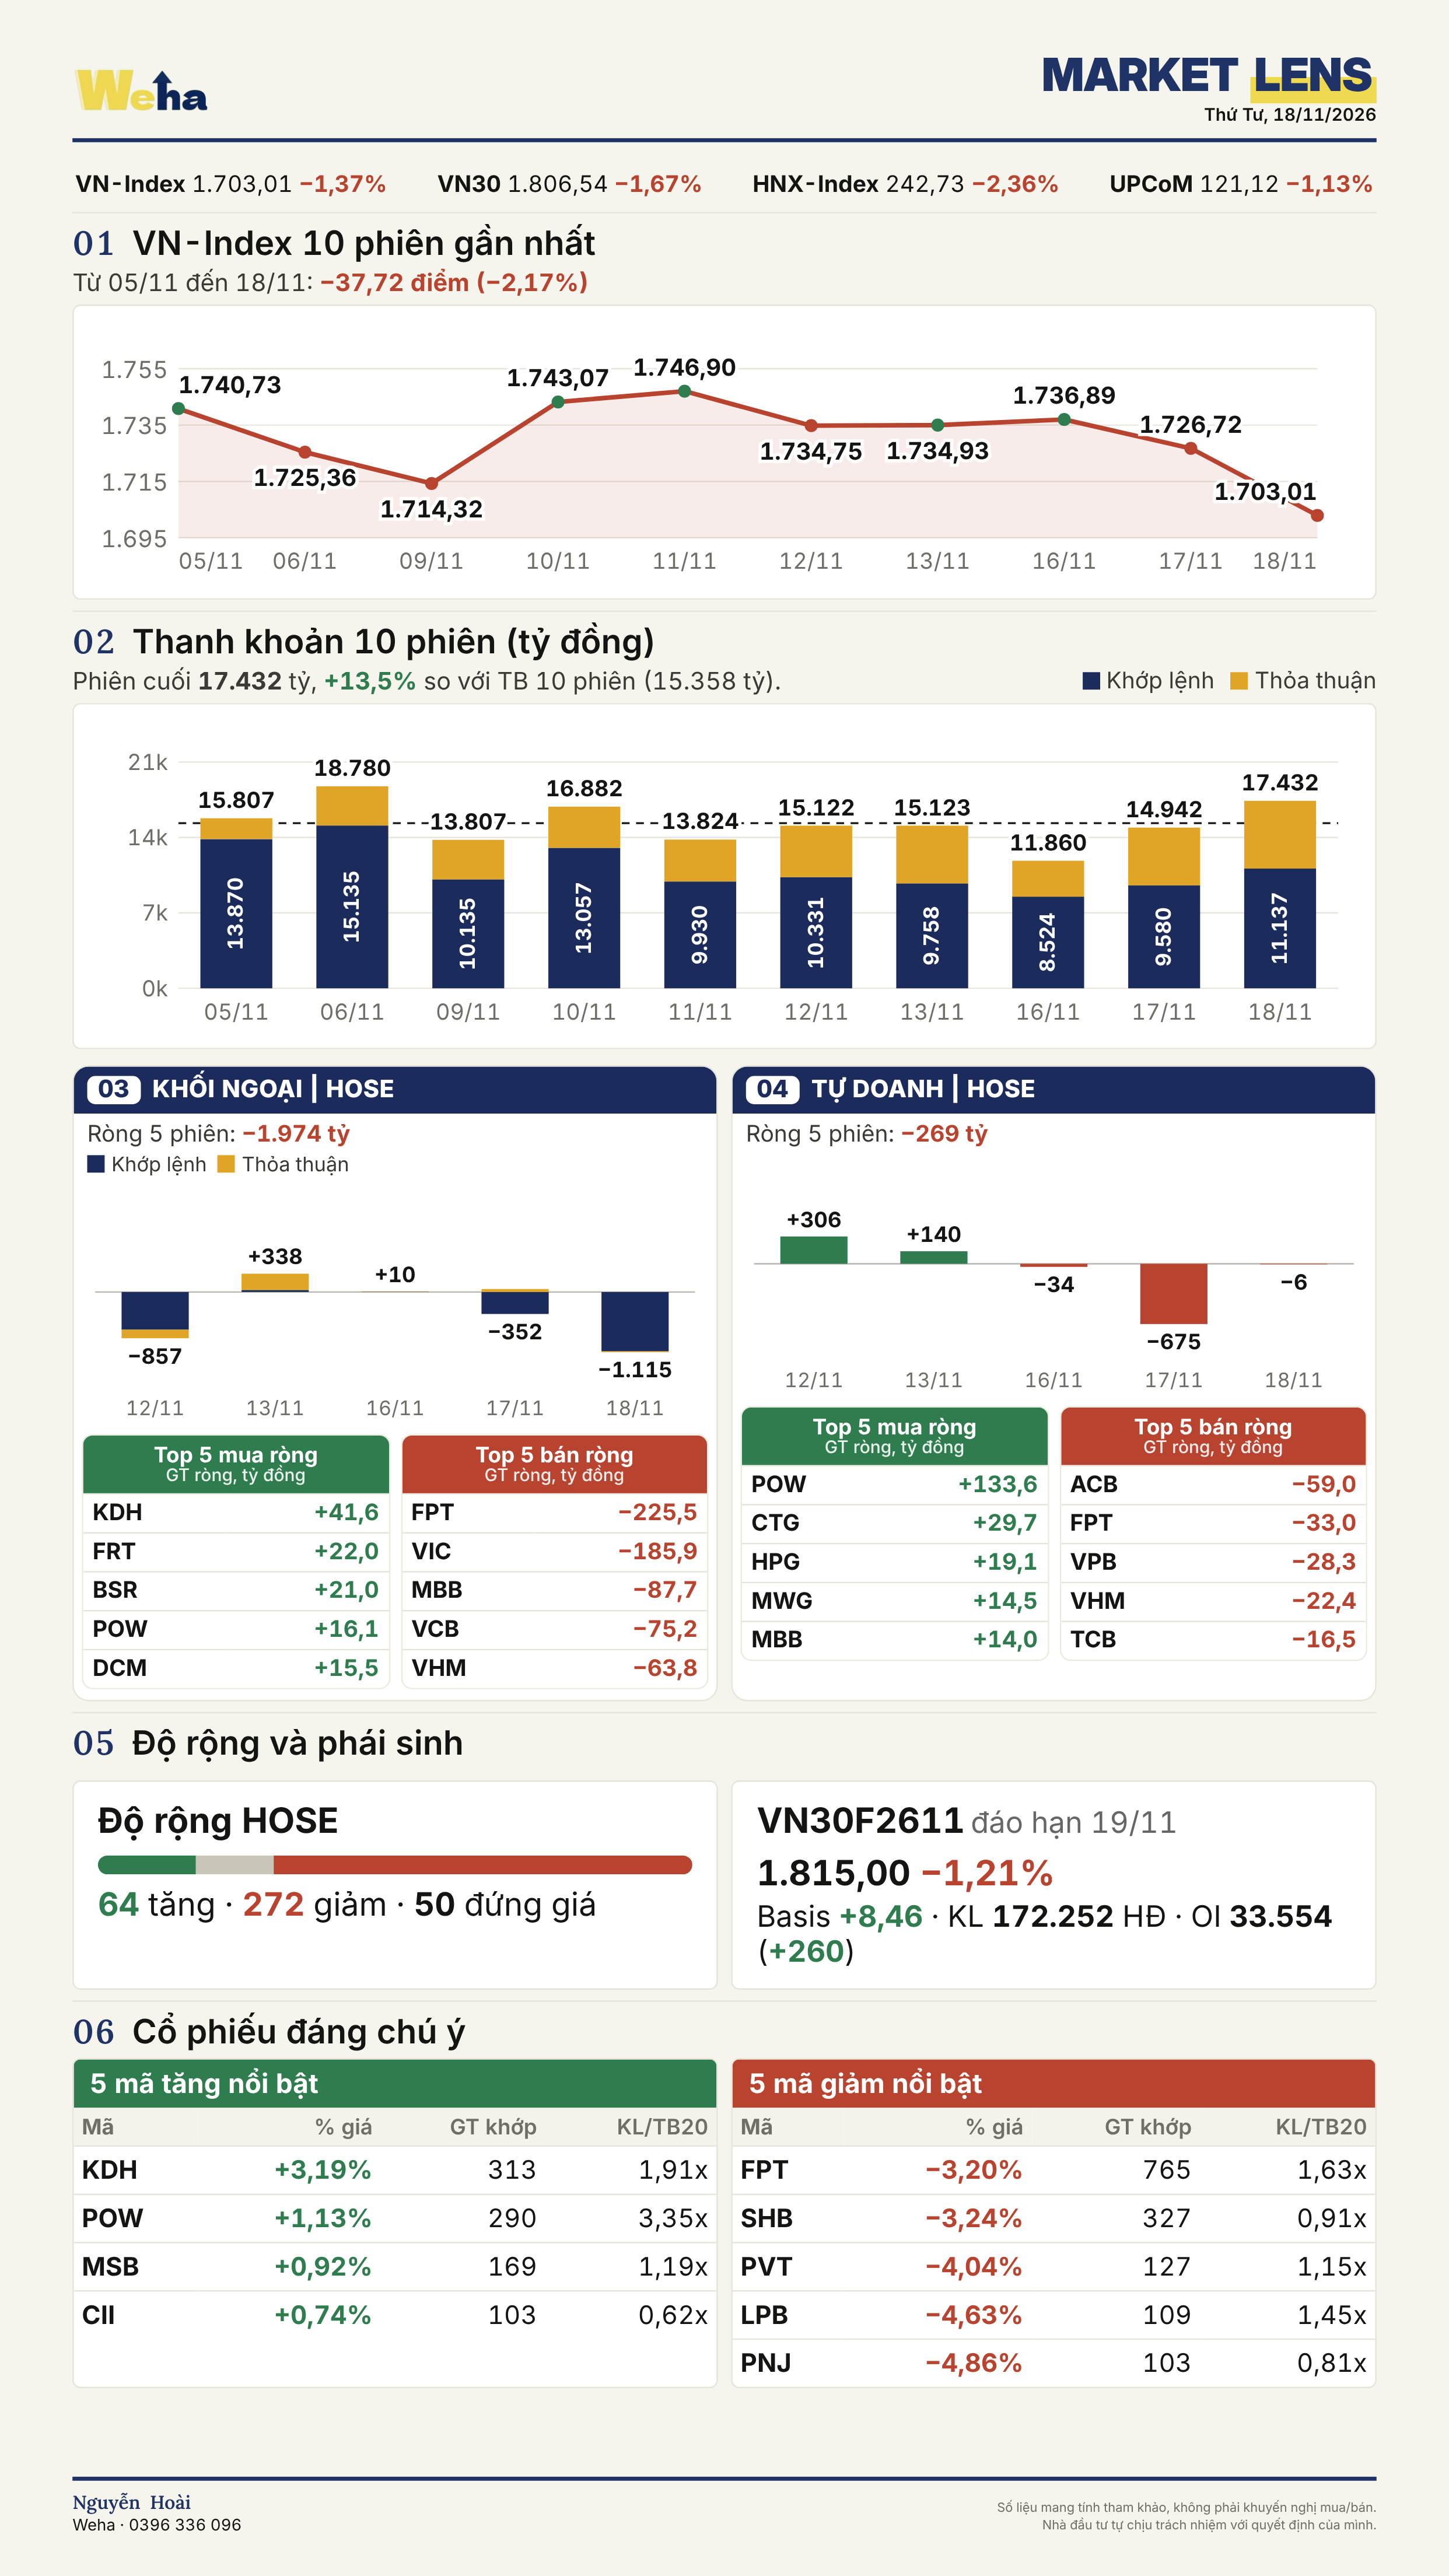 Weha
MARKET LENS
Thứ Tư, 18/11/2026
VN-Index 1.703,01 −1,37% VN30 1.806,54 −1,67% HNX-Index 242,73 −2,36% UPCoM 121,12 −1,13%
01 VN-Index 10 phiên gần nhất
Từ 05/11 đến 18/11: −37,72 điểm (−2,17%)
1.755
1.735
1.715
1.695
1.740,73
1.725,36
1.714,32
1.743,07
1.746,90
1.734,75
1.734,93
1.736,89
1.726,72
1.703,01
05/11 06/11 09/11 10/11 11/11 12/11 13/11 16/11 17/11 18/11
02 Thanh khoản 10 phiên (tỷ đồng)
Phiên cuối 17.432 tỷ, +13,5% so với TB 10 phiên (15.358 tỷ).
Khớp lệnh Thỏa thuận
21k
14k
7k
0k
15.807 18.780 13.807 16.882 13.824 15.122 15.123 11.860 14.942 17.432
13.870 15.135 10.135 13.057 9.930 10.331 9.758 8.524 9.580 11.137
05/11 06/11 09/11 10/11 11/11 12/11 13/11 16/11 17/11 18/11
03 KHỐI NGOẠI | HOSE
Ròng 5 phiên: −1.974 tỷ
Khớp lệnh Thỏa thuận
−857 +338 +10 −352 −1.115
12/11 13/11 16/11 17/11 18/11
Top 5 mua ròng
GT ròng, tỷ đồng
KDH +41,6
FRT +22,0
BSR +21,0
POW +16,1
DCM +15,5
Top 5 bán ròng
GT ròng, tỷ đồng
FPT −225,5
VIC −185,9
MBB −87,7
VCB −75,2
VHM −63,8
04 TỰ DOANH | HOSE
Ròng 5 phiên: −269 tỷ
+306 +140 −34 −675 −6
12/11 13/11 16/11 17/11 18/11
Top 5 mua ròng
GT ròng, tỷ đồng
POW +133,6
CTG +29,7
HPG +19,1
MWG +14,5
MBB +14,0
Top 5 bán ròng
GT ròng, tỷ đồng
ACB −59,0
FPT −33,0
VPB −28,3
VHM −22,4
TCB −16,5
05 Độ rộng và phái sinh
Độ rộng HOSE
64 tăng · 272 giảm · 50 đứng giá
VN30F2611 đáo hạn 19/11
1.815,00 −1,21%
Basis +8,46 · KL 172.252 HĐ · OI 33.554
(+260)
06 Cổ phiếu đáng chú ý
5 mã tăng nổi bật
Mã % giá GT khớp KL/TB20
KDH +3,19% 313 1,91x
POW +1,13% 290 3,35x
MSB +0,92% 169 1,19x
CII +0,74% 103 0,62x
5 mã giảm nổi bật
Mã % giá GT khớp KL/TB20
FPT −3,20% 765 1,63x
SHB −3,24% 327 0,91x
PVT −4,04% 127 1,15x
LPB −4,63% 109 1,45x
PNJ −4,86% 103 0,81x
Nguyễn Hoài
Weha · 0396 336 096
Số liệu mang tính tham khảo, không phải khuyến nghị mua/bán.
Nhà đầu tư tự chịu trách nhiệm với quyết định của mình.